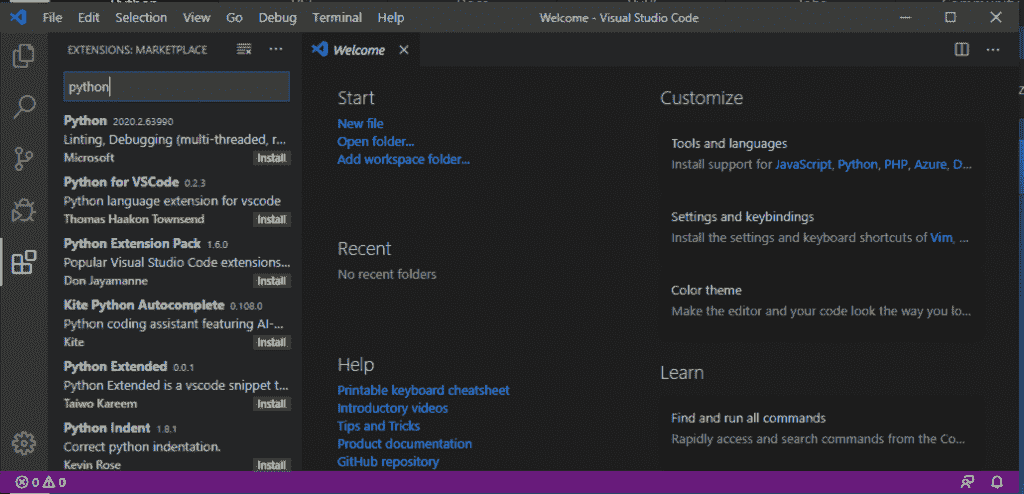 File Edit Selection View Go Debug Terminal Help
Welcome - Visual Studio Code
EXTENSIONS: MARKETPLACE
python
Python 2020.2.63990
Linting, Debugging (multi-threaded, r...
Microsoft Install
Python for VSCode 0.2.3
Python language extension for vscode
Thomas Haakon Townsend Install
Python Extension Pack 1.6.0
Popular Visual Studio Code extensions...
Don Jayamanne Install
Kite Python Autocomplete 0.108.0
Python coding assistant featuring AI-...
Kite Install
Python Extended 0.0.1
Python Extended is a vscode snippet t...
Taiwo Kareem Install
Python Indent 1.8.1
Correct python indentation.
Kevin Rose Install
Welcome
Start
New file
Open folder...
Add workspace folder...
Recent
No recent folders
Help
Printable keyboard cheatsheet
Introductory videos
Tips and Tricks
Product documentation
GitHub repository
Customize
Tools and languages
Install support for JavaScript, Python, PHP, Azure, D...
Settings and keybindings
Install the settings and keyboard shortcuts of Vim, ...
Color theme
Make the editor and your code look the way you lo...
Learn
Find and run all commands
Rapidly access and search commands from the Co...
0 0